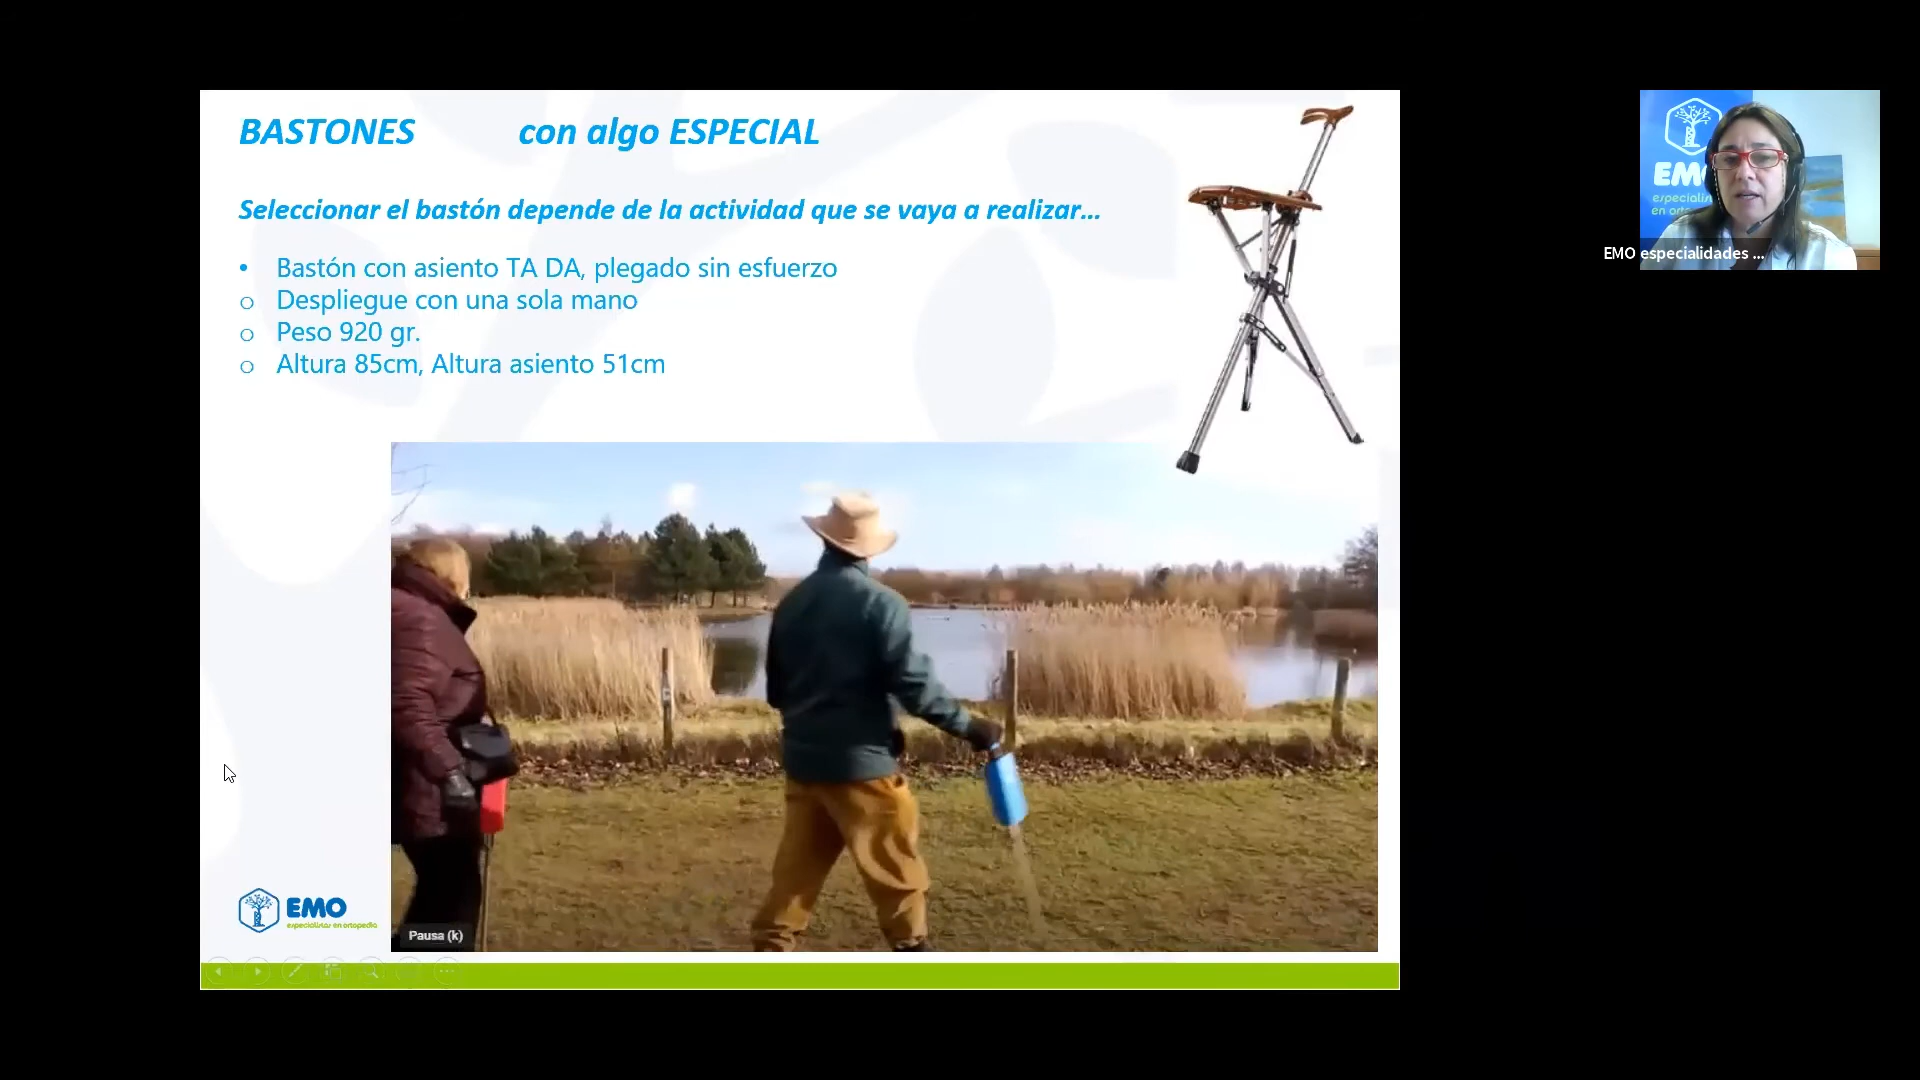 BASTONES con algo ESPECIAL
Seleccionar el bastón depende de la actividad que se vaya a realizar...
• Bastón con asiento TA DA, plegado sin esfuerzo
o Despliegue con una sola mano
o Peso 920 gr.
o Altura 85cm, Altura asiento 51cm
EMO
especialistas en ortopedia
Pausa (k)
EMO especialidades ...